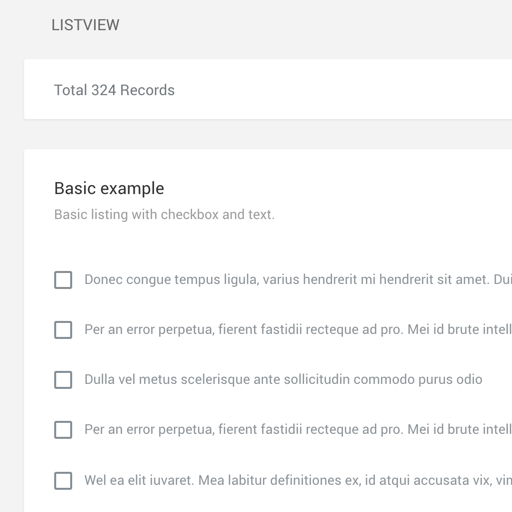 LISTVIEW
Total 324 Records
Basic example
Basic listing with checkbox and text.
Donec congue tempus ligula, varius hendrerit mi hendrerit sit amet. Dui
Per an error perpetua, fierent fastidii recteque ad pro. Mei id brute intell
Dulla vel metus scelerisque ante sollicitudin commodo purus odio
Per an error perpetua, fierent fastidii recteque ad pro. Mei id brute intell
Wel ea elit iuvaret. Mea labitur definitiones ex, id atqui accusata vix, vin